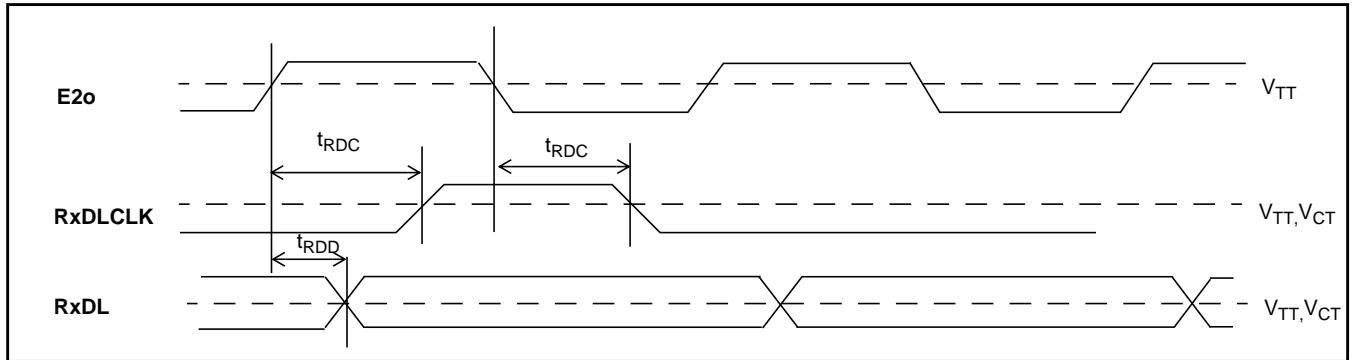 E2o
V_TT
t_RDC
t_RDC
RxDLCLK
V_TT,V_CT
t_RDD
RxDL
V_TT,V_CT